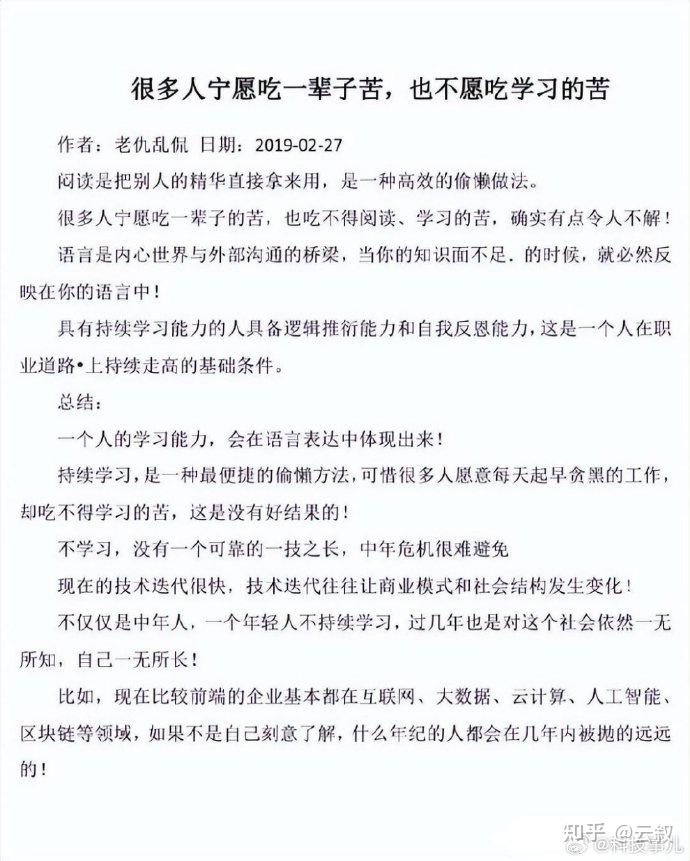 很多人宁愿吃一辈子苦，也不愿吃学习的苦
作者：老仇乱侃 日期：2019-02-27
闷读是把别人的精华直接拿来用，是一种高效的偷懒做法。
很多人宁愿吃一辈子的苦，也吃不得阅读、学习的苦，确实有点令人不解！
语言是内心世界与外部沟通的桥梁，当你的知识面不足．的时候，就必然反
映在你的语言中！
具有持续学习能力的人具备逻辑推衍能力和自我反恩能力，这是一个人在职
业道路•上持续走高的基础条件。
总结：
一个人的学习能力，会在语言表达中体现出来！
持续学习，是一种最便捷的偷懒方法，可惜很多人愿意每天起早贪黑的工作，
却吃不得学习的苦，这是没有好结果的！
不学习，没有一个可靠的一技之长，中年危机很难避免
现在的技术迭代很快，技术迭代往往让商业模式和社会结构发生变化！
不仅仅是中年人，一个年轻人不持续学习，过几年也是对这个社会依然一无
所知，自己一无所长！
比如，现在比较前端的企业基本都在互联网、大数据、云计算、人工智能、
区块链等领域，如果不是自己刻意了解，什么年纪的人都会在几年内被抛的远远
的！
知乎 @云叙
@科技事儿